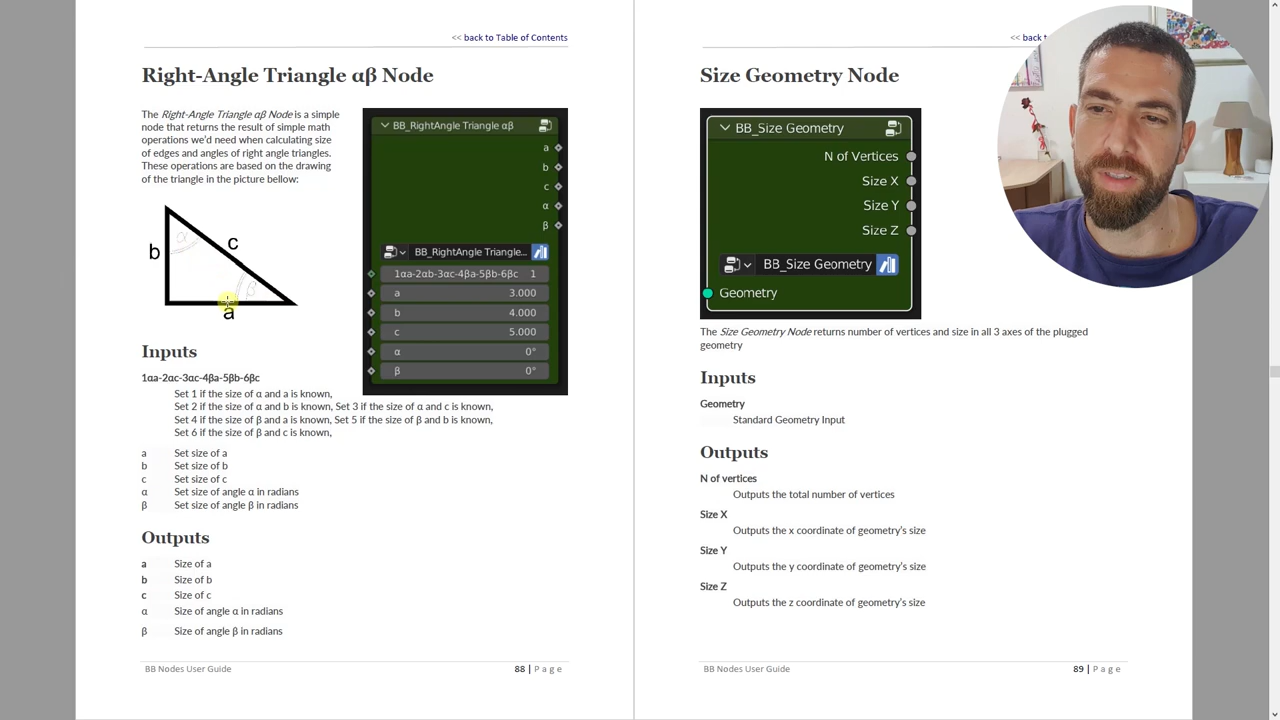 << back to Table of Contents
Right-Angle Triangle αβ Node
The Right-Angle Triangle αβ Node is a simple
node that returns the result of simple math
operations we'd need when calculating size
of edges and angles of right angle triangles.
These operations are based on the drawing
of the triangle in the picture bellow:
α
b
c
β
a
BB_RightAngle Triangle αβ
a
b
c
α
β
BB_RightAngle Triangle...
1αa-2αb-3αc-4βa-5βb-6βc 1
a 3.000
b 4.000
c 5.000
α 0°
β 0°
Inputs
1αa-2αc-3αc-4βa-5βb-6βc
Set 1 if the size of α and a is known,
Set 2 if the size of α and b is known, Set 3 if the size of α and c is known,
Set 4 if the size of β and a is known, Set 5 if the size of β and b is known,
Set 6 if the size of β and c is known,
a Set size of a
b Set size of b
c Set size of c
α Set size of angle α in radians
β Set size of angle β in radians
Outputs
a Size of a
b Size of b
c Size of c
α Size of angle α in radians
β Size of angle β in radians
BB Nodes User Guide
88 | P a g e
<< back
Size Geometry Node
BB_Size Geometry
N of Vertices
Size X
Size Y
Size Z
BB_Size Geometry
Geometry
The Size Geometry Node returns number of vertices and size in all 3 axes of the plugged
geometry
Inputs
Geometry
Standard Geometry Input
Outputs
N of vertices
Outputs the total number of vertices
Size X
Outputs the x coordinate of geometry's size
Size Y
Outputs the y coordinate of geometry's size
Size Z
Outputs the z coordinate of geometry's size
BB Nodes User Guide
89 | P a g e